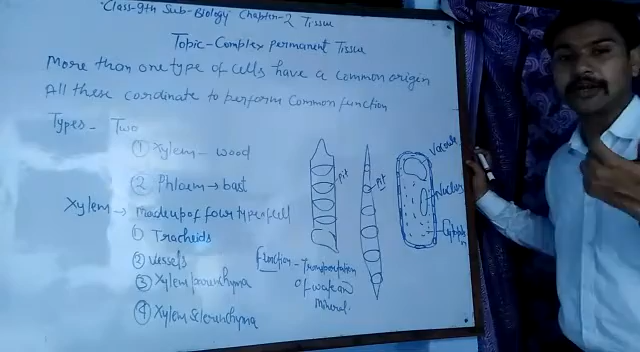 Class-9th Sub-Biology Chapter-2 Tissue
Topic-Complex permanent Tissue
More than one type of cells have a common origin
All these cordinate to perform Common function
Types- Two
① Xylem - wood
② Phloem → bast
Xylem → made up of four type of cell
① Tracheids
② Vessels
③ Xylem parenchyma
④ Xylem sclerenchyma
Function - Transportation
of water and
mineral.
Pit
Pit
Vacuole
Nucleus